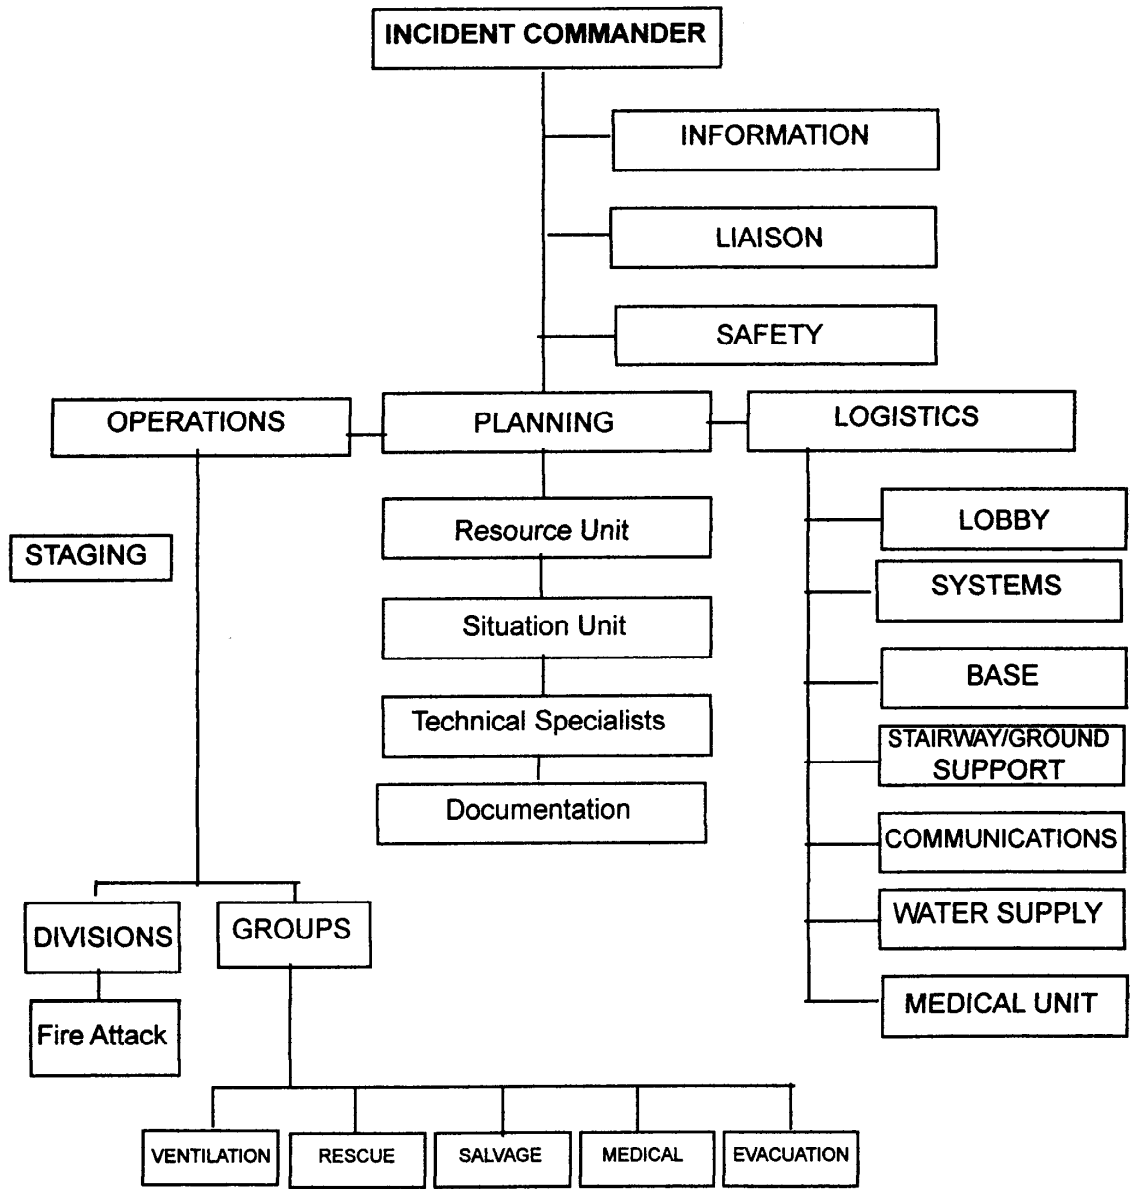 INCIDENT COMMANDER
INFORMATION
LIAISON
SAFETY
OPERATIONS
PLANNING
LOGISTICS
Resource Unit
LOBBY
STAGING
SYSTEMS
Situation Unit
BASE
Technical Specialists
STAIRWAY/GROUND
SUPPORT
Documentation
COMMUNICATIONS
WATER SUPPLY
DIVISIONS
GROUPS
MEDICAL UNIT
Fire Attack
VENTILATION
RESCUE
SALVAGE
MEDICAL
EVACUATION